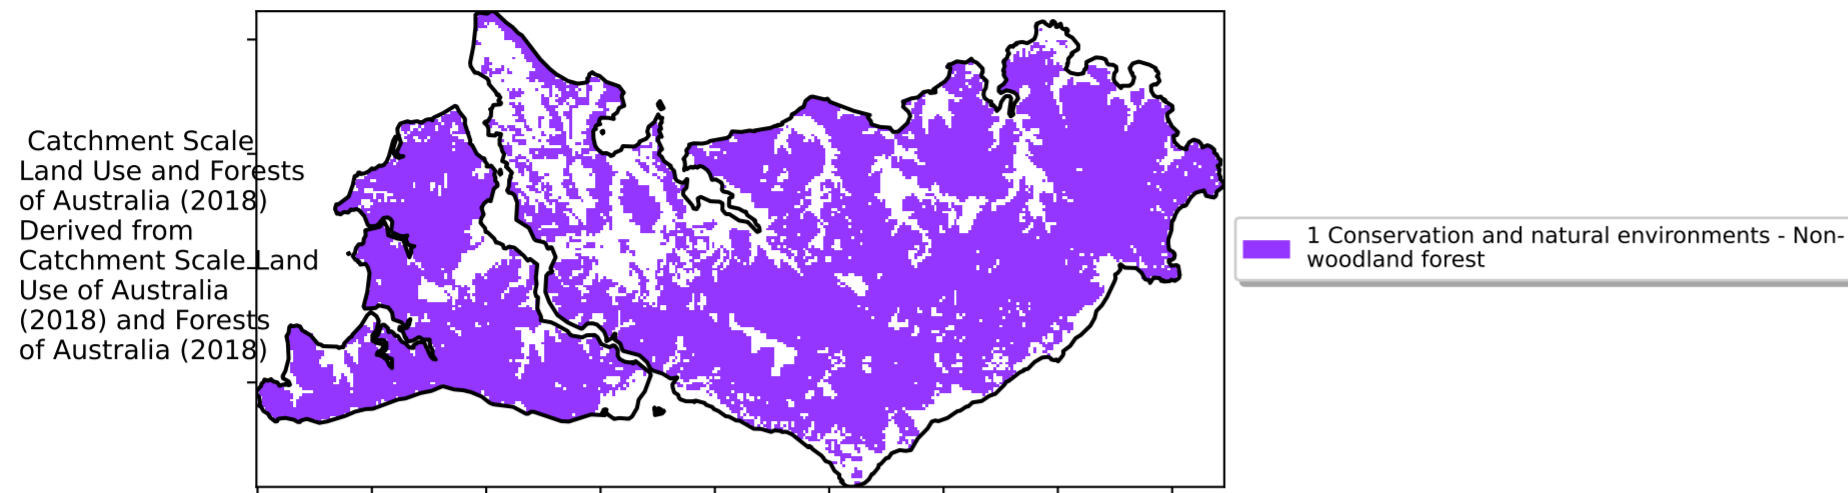 Catchment Scale
Land Use and Forests
of Australia (2018)
Derived from
Catchment Scale Land
Use of Australia
(2018) and Forests
of Australia (2018)
1 Conservation and natural environments - Non-
woodland forest